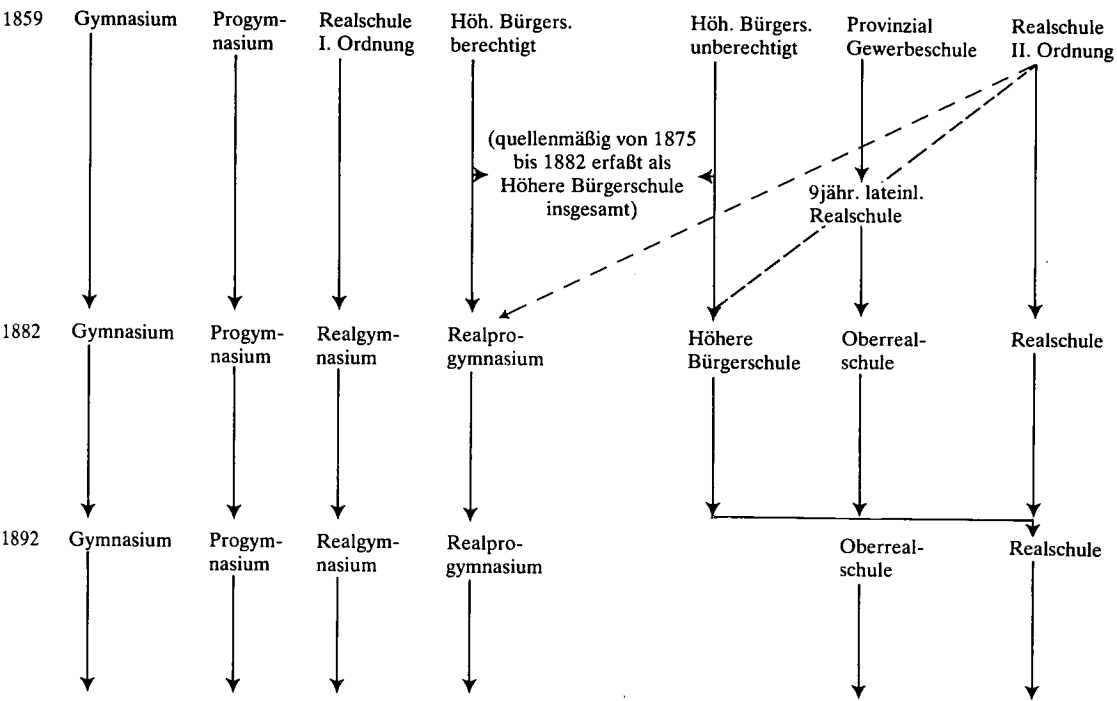 1859
Gymnasium
Progym-
nasium
Realschule
I. Ordnung
Höh. Bürgers.
berechtigt
Höh. Bürgers.
unberechtigt
Provinzial
Gewerbeschule
Realschule
II. Ordnung
(quellenmäßig von 1875
bis 1882 erfaßt als
Höhere Bürgerschule
insgesamt)
9jähr. lateinl.
Realschule
1882
Gymnasium
Progym-
nasium
Realgym-
nasium
Realpro-
gymnasium
Höhere
Bürgerschule
Oberreal-
schule
Realschule
1892
Gymnasium
Progym-
nasium
Realgym-
nasium
Realpro-
gymnasium
Oberreal-
schule
Realschule